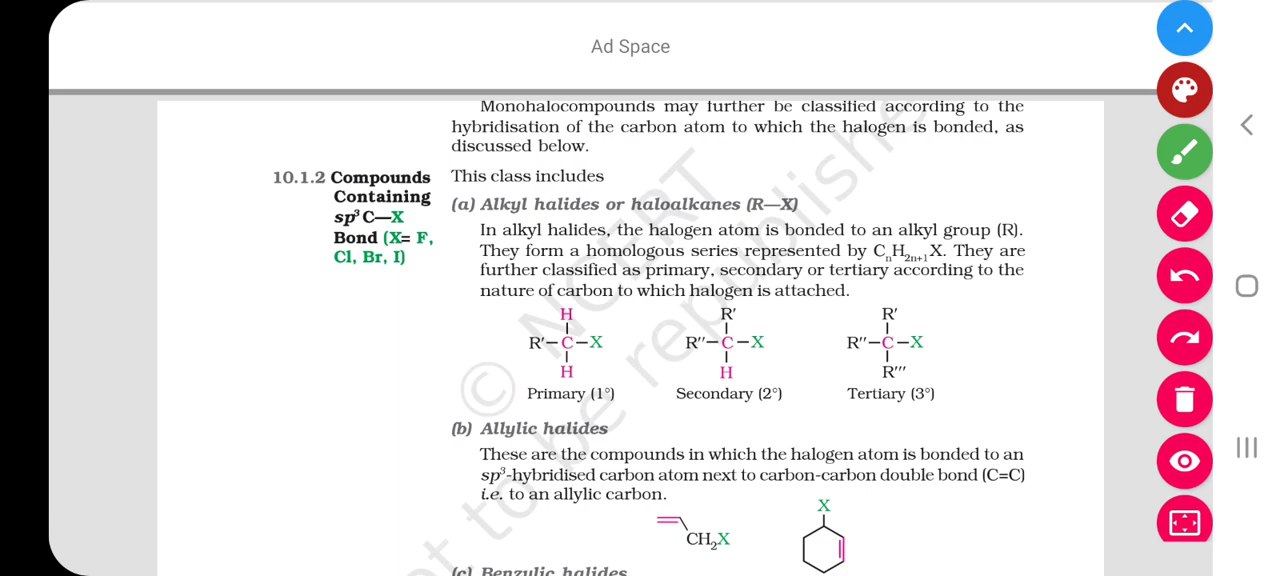 Ad Space
Monohalocompounds may further be classified according to the
hybridisation of the carbon atom to which the halogen is bonded, as
discussed below.
10.1.2 Compounds
Containing
sp³ C—X
Bond (X= F,
Cl, Br, I)
This class includes
(a) Alkyl halides or haloalkanes (R—X)
In alkyl halides, the halogen atom is bonded to an alkyl group (R).
They form a homologous series represented by CₙH₂ₙ₊₁X. They are
further classified as primary, secondary or tertiary according to the
nature of carbon to which halogen is attached.
H R′ R′
R′–C–X R′′–C–X R′′–C–X
H H R′′′
Primary (1°) Secondary (2°) Tertiary (3°)
(b) Allylic halides
These are the compounds in which the halogen atom is bonded to an
sp³-hybridised carbon atom next to carbon-carbon double bond (C=C)
i.e. to an allylic carbon.
X
CH₂X
(c) Benzylic halides
© NCERT
not to be republishe